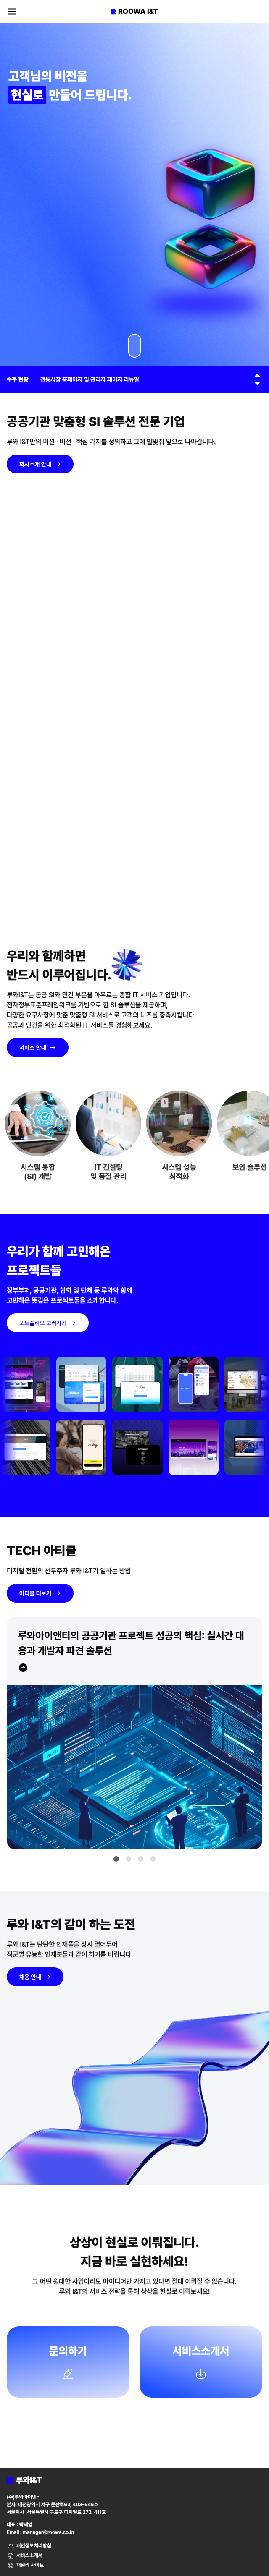 ROOWA I&T
고객님의 비전을
현실로 만들어 드립니다.
수주 현황 전통시장 홈페이지 및 관리자 페이지 리뉴얼
공공기관 맞춤형 SI 솔루션 전문 기업
루와 I&T만의 미션 · 비전 · 핵심 가치를 정의하고 그에 발맞춰 앞으로 나아갑니다.
회사소개 안내
우리와 함께하면
반드시 이루어집니다.
루와I&T는 공공 SI와 민간 부문을 아우르는 종합 IT 서비스 기업입니다.
전자정부표준프레임워크를 기반으로 한 SI 솔루션을 제공하며,
다양한 요구사항에 맞춘 맞춤형 SI 서비스로 고객의 니즈를 충족시킵니다.
공공과 민간을 위한 최적화된 IT 서비스를 경험해보세요.
서비스 안내
시스템 통합
(SI) 개발
IT 컨설팅
및 품질 관리
시스템 성능
최적화
보안 솔루션
우리가 함께 고민해온
프로젝트들
정부부처, 공공기관, 협회 및 단체 등 루와와 함께
고민해온 뜻깊은 프로젝트들을 소개합니다.
포트폴리오 보러가기
TECH 아티클
디지털 전환의 선두주자 루와 I&T가 일하는 방법
아티클 더보기
루와아이앤티의 공공기관 프로젝트 성공의 핵심: 실시간 대
응과 개발자 파견 솔루션
루와 I&T의 같이 하는 도전
루와 I&T는 탄탄한 인재풀을 상시 열어두어
직군별 유능한 인재분들과 같이 하기를 바랍니다.
채용 안내
상상이 현실로 이뤄집니다.
지금 바로 실현하세요!
그 어떤 원대한 사업이라도 아이디어만 가지고 있다면 절대 이뤄질 수 없습니다.
루와 I&T의 서비스 전략을 통해 상상을 현실로 이뤄보세요!
문의하기
서비스소개서
루와I&T
(주)루와아이앤티
본사: 대전광역시 서구 둔산로63, 403-546호
서울지사: 서울특별시 구로구 디지털로 272, 411호
대표 : 박세영
Email : manager@roowa.co.kr
개인정보처리방침
서비스소개서
패밀리 사이트